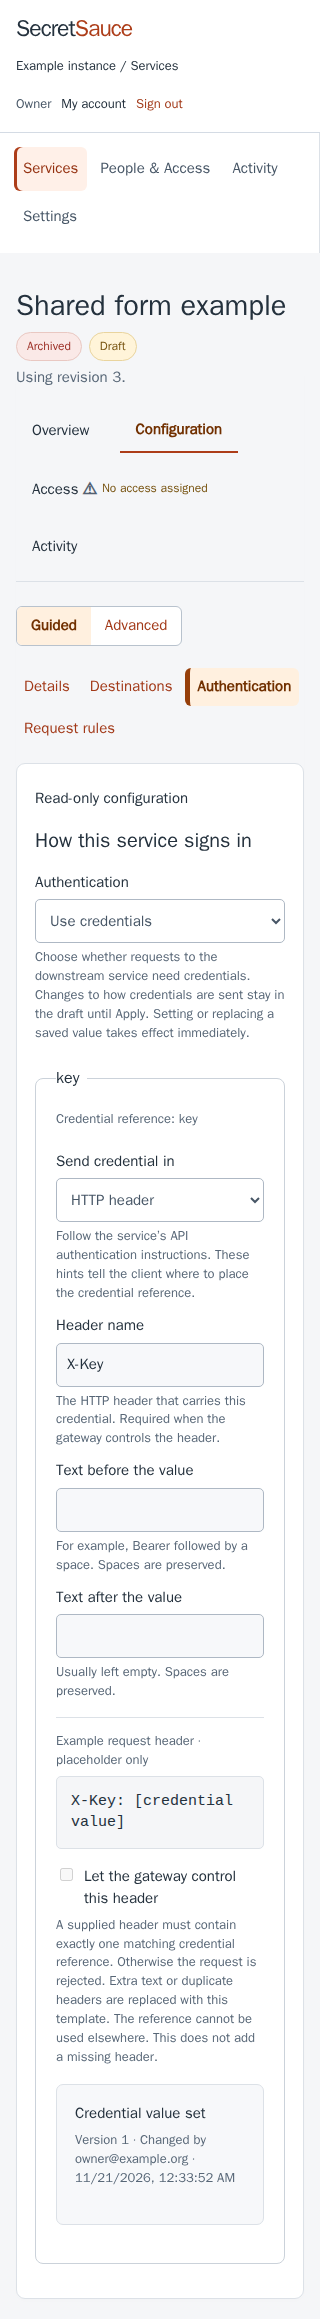 SecretSauce
Example instance / Services
Owner My account Sign out
Services People & Access Activity
Settings
Shared form example
Archived Draft
Using revision 3.
Overview Configuration
Access ⚠ No access assigned
Activity
Guided Advanced
Details Destinations Authentication
Request rules
Read-only configuration
How this service signs in
Authentication
Use credentials
Choose whether requests to the
downstream service need credentials.
Changes to how credentials are sent stay in
the draft until Apply. Setting or replacing a
saved value takes effect immediately.
key
Credential reference: key
Send credential in
HTTP header
Follow the service's API
authentication instructions. These
hints tell the client where to place
the credential reference.
Header name
X-Key
The HTTP header that carries this
credential. Required when the
gateway controls the header.
Text before the value
For example, Bearer followed by a
space. Spaces are preserved.
Text after the value
Usually left empty. Spaces are
preserved.
Example request header ·
placeholder only
X-Key: [credential
value]
Let the gateway control
this header
A supplied header must contain
exactly one matching credential
reference. Otherwise the request is
rejected. Extra text or duplicate
headers are replaced with this
template. The reference cannot be
used elsewhere. This does not add
a missing header.
Credential value set
Version 1 · Changed by
owner@example.org ·
11/21/2026, 12:33:52 AM